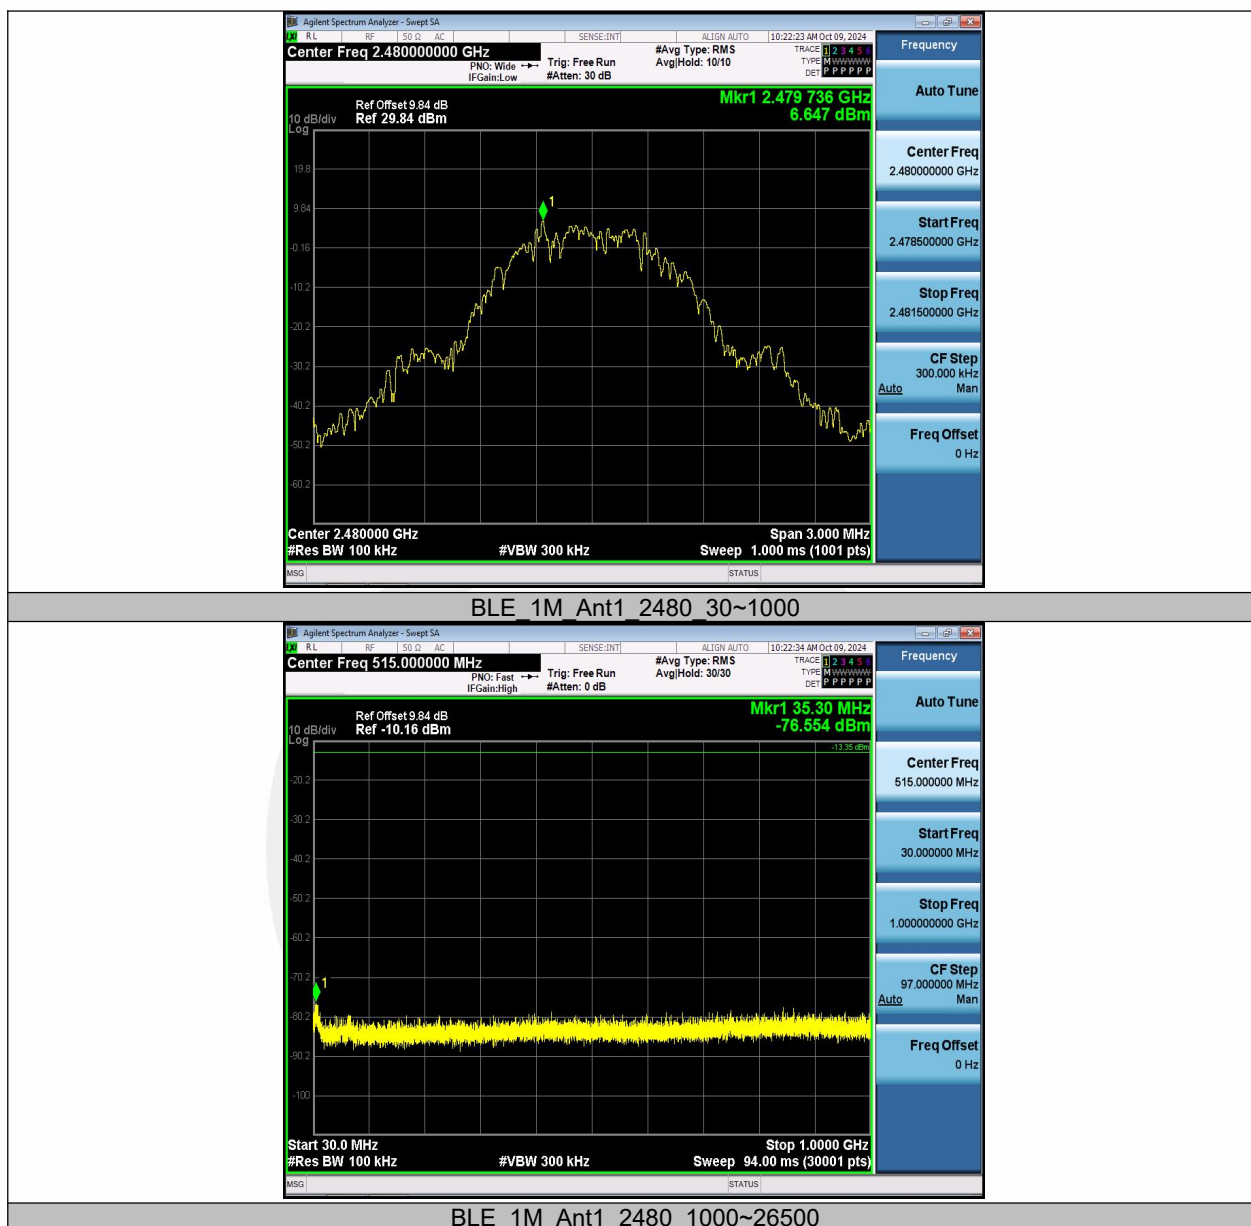 Agilent Spectrum Analyzer - Swept SA
RL RF 50 Ω AC SENSE:INT ALIGN AUTO 10:22:23 AM Oct 09, 2024
Center Freq 2.480000000 GHz
PNO: Wide
IFGain:Low
Trig: Free Run
#Atten: 30 dB
#Avg Type: RMS
Avg|Hold: 10/10
TRACE 1 2 3 4 5 6
TYPE M W W W W W
DET P P P P P P
Mkr1 2.479 736 GHz
6.647 dBm
Ref Offset 9.84 dB
10 dB/div Ref 29.84 dBm
Log
1
19.8
9.84
-0.16
-10.2
-20.2
-30.2
-40.2
-50.2
-60.2
Center 2.480000 GHz Span 3.000 MHz
#Res BW 100 kHz #VBW 300 kHz Sweep 1.000 ms (1001 pts)
MSG STATUS
Frequency
Auto Tune
Center Freq
2.480000000 GHz
Start Freq
2.478500000 GHz
Stop Freq
2.481500000 GHz
CF Step
300.000 kHz
Auto Man
Freq Offset
0 Hz
BLE_1M_Ant1_2480_30~1000
Agilent Spectrum Analyzer - Swept SA
RL RF 50 Ω AC SENSE:INT ALIGN AUTO 10:22:34 AM Oct 09, 2024
Center Freq 515.000000 MHz
PNO: Fast
IFGain:High
Trig: Free Run
#Atten: 0 dB
#Avg Type: RMS
Avg|Hold: 30/30
TRACE 1 2 3 4 5 6
TYPE M W W W W W
DET P P P P P P
Mkr1 35.30 MHz
-76.554 dBm
Ref Offset 9.84 dB
10 dB/div Ref -10.16 dBm
Log
-13.35 dBm
1
-20.2
-30.2
-40.2
-50.2
-60.2
-70.2
-80.2
-90.2
-100
Start 30.0 MHz Stop 1.0000 GHz
#Res BW 100 kHz #VBW 300 kHz Sweep 94.00 ms (30001 pts)
MSG STATUS
Frequency
Auto Tune
Center Freq
515.000000 MHz
Start Freq
30.000000 MHz
Stop Freq
1.000000000 GHz
CF Step
97.000000 MHz
Auto Man
Freq Offset
0 Hz
BLE_1M_Ant1_2480_1000~26500